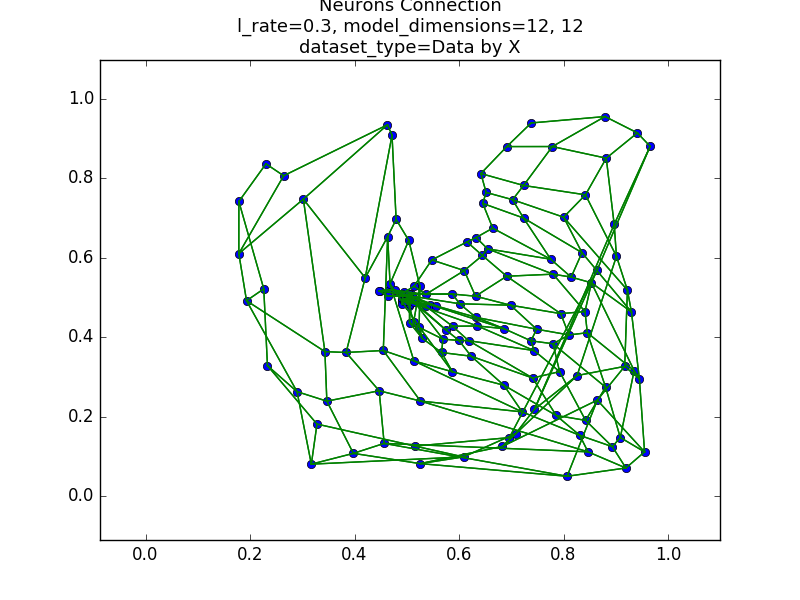 Neurons Connection
l_rate=0.3, model_dimensions=12, 12
dataset_type=Data by X
1.0
0.8
0.6
0.4
0.2
0.0
0.0 0.2 0.4 0.6 0.8 1.0